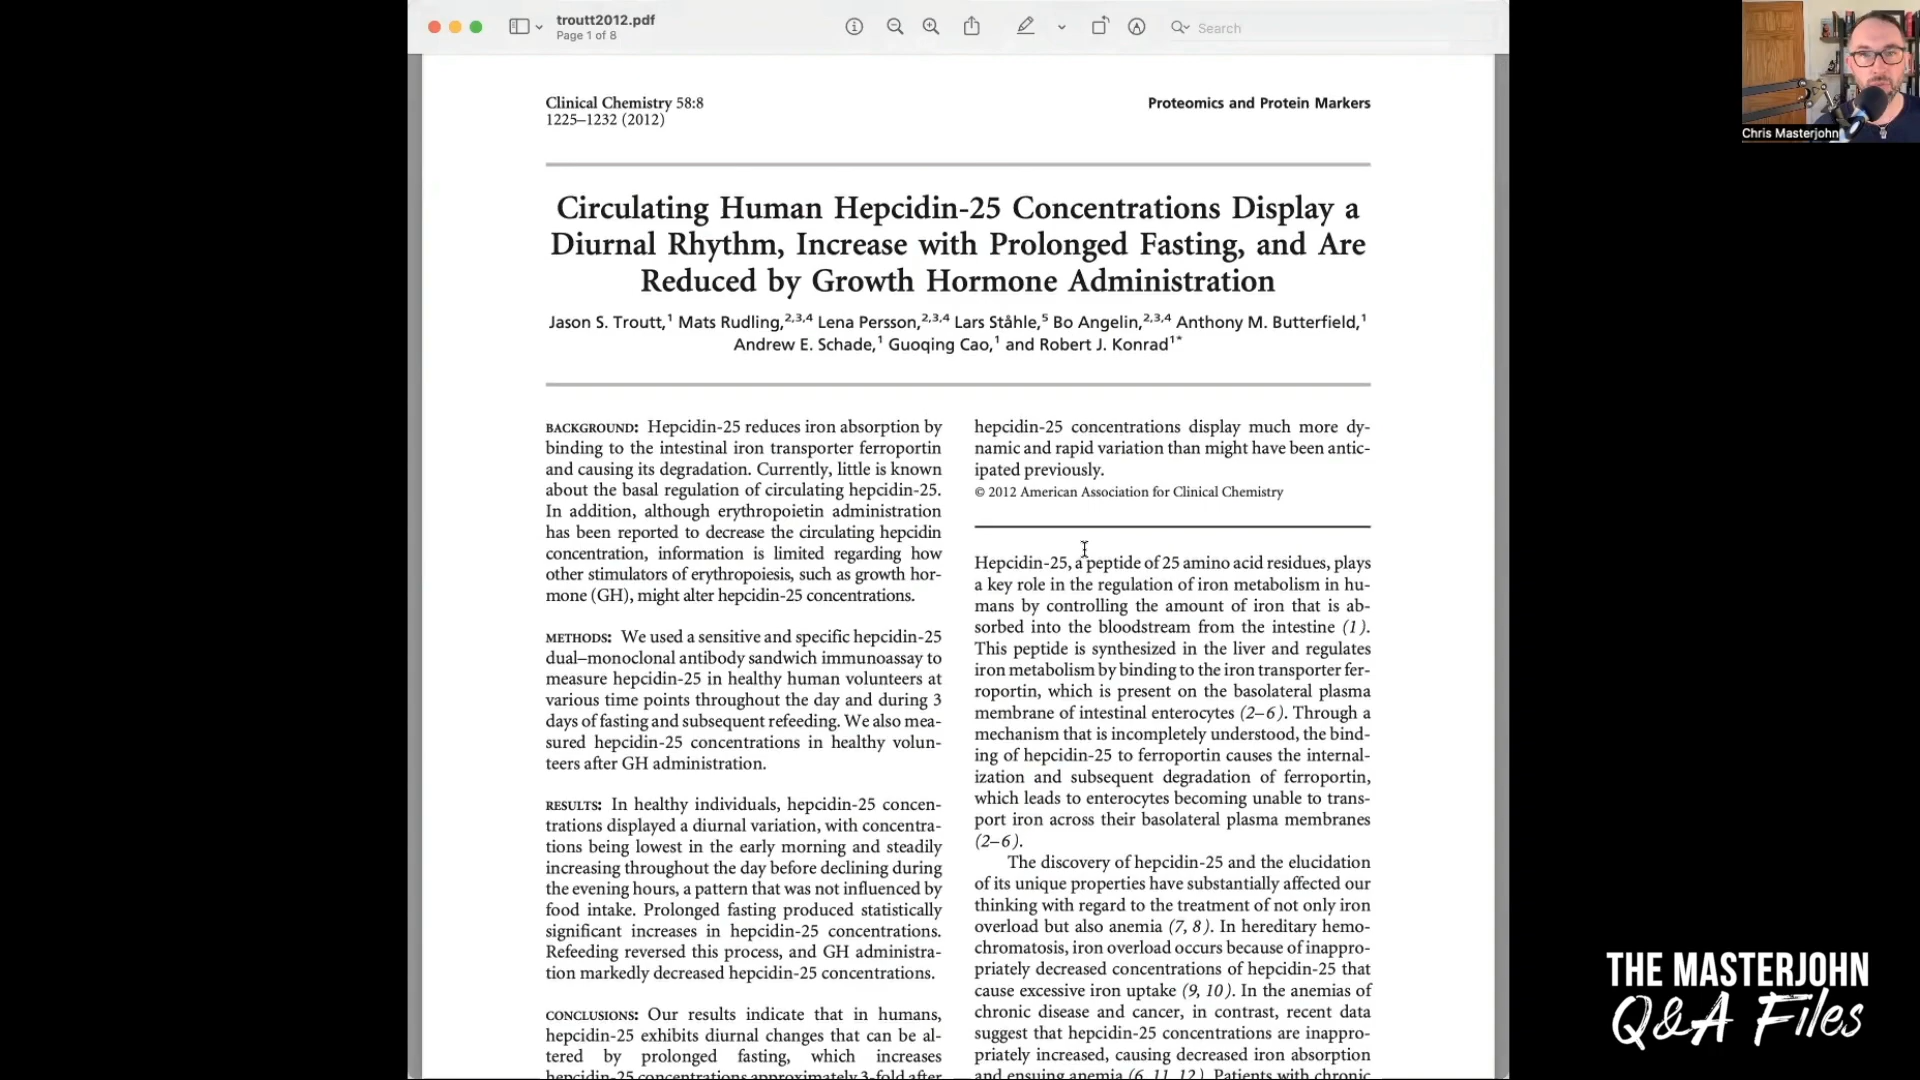 troutt2012.pdf
Page 1 of 8
Search
Chris Masterjohn
Clinical Chemistry 58:8
1225–1232 (2012)
Proteomics and Protein Markers
Circulating Human Hepcidin-25 Concentrations Display a
Diurnal Rhythm, Increase with Prolonged Fasting, and Are
Reduced by Growth Hormone Administration
Jason S. Troutt,1 Mats Rudling,2,3,4 Lena Persson,2,3,4 Lars Ståhle,5 Bo Angelin,2,3,4 Anthony M. Butterfield,1
Andrew E. Schade,1 Guoqing Cao,1 and Robert J. Konrad1*
BACKGROUND: Hepcidin-25 reduces iron absorption by
binding to the intestinal iron transporter ferroportin
and causing its degradation. Currently, little is known
about the basal regulation of circulating hepcidin-25.
In addition, although erythropoietin administration
has been reported to decrease the circulating hepcidin
concentration, information is limited regarding how
other stimulators of erythropoiesis, such as growth hor-
mone (GH), might alter hepcidin-25 concentrations.
METHODS: We used a sensitive and specific hepcidin-25
dual–monoclonal antibody sandwich immunoassay to
measure hepcidin-25 in healthy human volunteers at
various time points throughout the day and during 3
days of fasting and subsequent refeeding. We also mea-
sured hepcidin-25 concentrations in healthy volun-
teers after GH administration.
RESULTS: In healthy individuals, hepcidin-25 concen-
trations displayed a diurnal variation, with concentra-
tions being lowest in the early morning and steadily
increasing throughout the day before declining during
the evening hours, a pattern that was not influenced by
food intake. Prolonged fasting produced statistically
significant increases in hepcidin-25 concentrations.
Refeeding reversed this process, and GH administra-
tion markedly decreased hepcidin-25 concentrations.
CONCLUSIONS: Our results indicate that in humans,
hepcidin-25 exhibits diurnal changes that can be al-
tered by prolonged fasting, which increases
hepcidin-25 concentrations approximately 3-fold after
hepcidin-25 concentrations display much more dy-
namic and rapid variation than might have been antic-
ipated previously.
© 2012 American Association for Clinical Chemistry
Hepcidin-25, a peptide of 25 amino acid residues, plays
a key role in the regulation of iron metabolism in hu-
mans by controlling the amount of iron that is ab-
sorbed into the bloodstream from the intestine (1).
This peptide is synthesized in the liver and regulates
iron metabolism by binding to the iron transporter fer-
roportin, which is present on the basolateral plasma
membrane of intestinal enterocytes (2–6). Through a
mechanism that is incompletely understood, the bind-
ing of hepcidin-25 to ferroportin causes the internal-
ization and subsequent degradation of ferroportin,
which leads to enterocytes becoming unable to trans-
port iron across their basolateral plasma membranes
(2–6).
The discovery of hepcidin-25 and the elucidation
of its unique properties have substantially affected our
thinking with regard to the treatment of not only iron
overload but also anemia (7, 8). In hereditary hemo-
chromatosis, iron overload occurs because of inappro-
priately decreased concentrations of hepcidin-25 that
cause excessive iron uptake (9, 10). In the anemias of
chronic disease and cancer, in contrast, recent data
suggest that hepcidin-25 concentrations are inappro-
priately increased, causing decreased iron absorption
and ensuing anemia (6, 11, 12). Patients with chronic
THE MASTERJOHN
Q&A Files